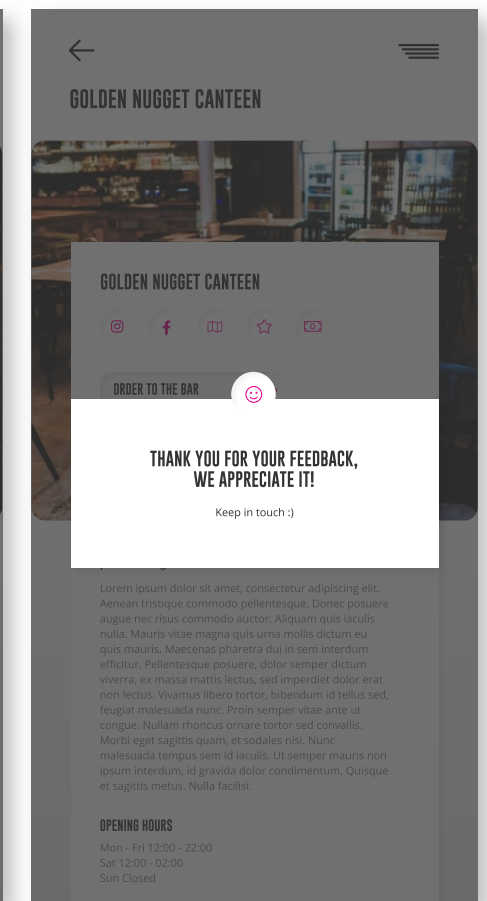 GOLDEN NUGGET CANTEEN
GOLDEN NUGGET CANTEEN
ORDER TO THE BAR
THANK YOU FOR YOUR FEEDBACK,
WE APPRECIATE IT!
Keep in touch :)
Lorem ipsum dolor sit amet, consectetur adipiscing elit.
Aenean tristique commodo pellentesque. Donec posuere
augue nec risus commodo auctor. Aliquam quis iaculis
nulla. Mauris vitae magna quis urna mollis dictum eu
quis mauris. Maecenas pharetra dui in sem interdum
efficitur. Pellentesque posuere, dolor semper dictum
viverra, ex massa mattis lectus, sed imperdiet dolor erat
non lectus. Vivamus libero tortor, bibendum id tellus sed,
feugiat malesuada nunc. Proin semper vitae ante ut
congue. Nullam rhoncus ornare tortor sed convallis.
Morbi eget sagittis quam, et sodales nisi. Nunc
malesuada tempus sem id iaculis. Ut semper mauris non
ipsum interdum, id gravida dolor condimentum. Quisque
et sagittis metus. Nulla facilisi.
OPENING HOURS
Mon - Fri 12:00 - 22:00
Sat 12:00 - 02:00
Sun Closed